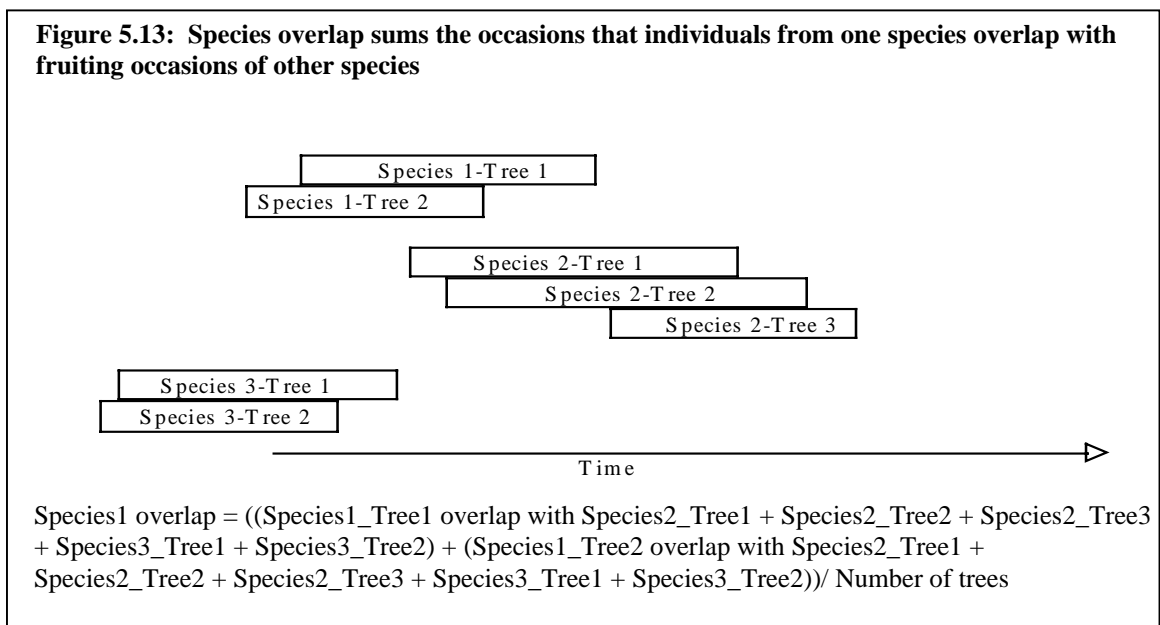 Figure 5.13:  Species overlap sums the occasions that individuals from one species overlap with
fruiting occasions of other species
Species 1-Tree 1
Species 1-Tree 2
Species 2-Tree 1
Species 2-Tree 2
Species 2-Tree 3
Species 3-Tree 1
Species 3-Tree 2
Time
Species1 overlap = ((Species1_Tree1 overlap with Species2_Tree1 + Species2_Tree2 + Species2_Tree3
+ Species3_Tree1 + Species3_Tree2) + (Species1_Tree2 overlap with Species2_Tree1 +
Species2_Tree2 + Species2_Tree3 + Species3_Tree1 + Species3_Tree2))/ Number of trees